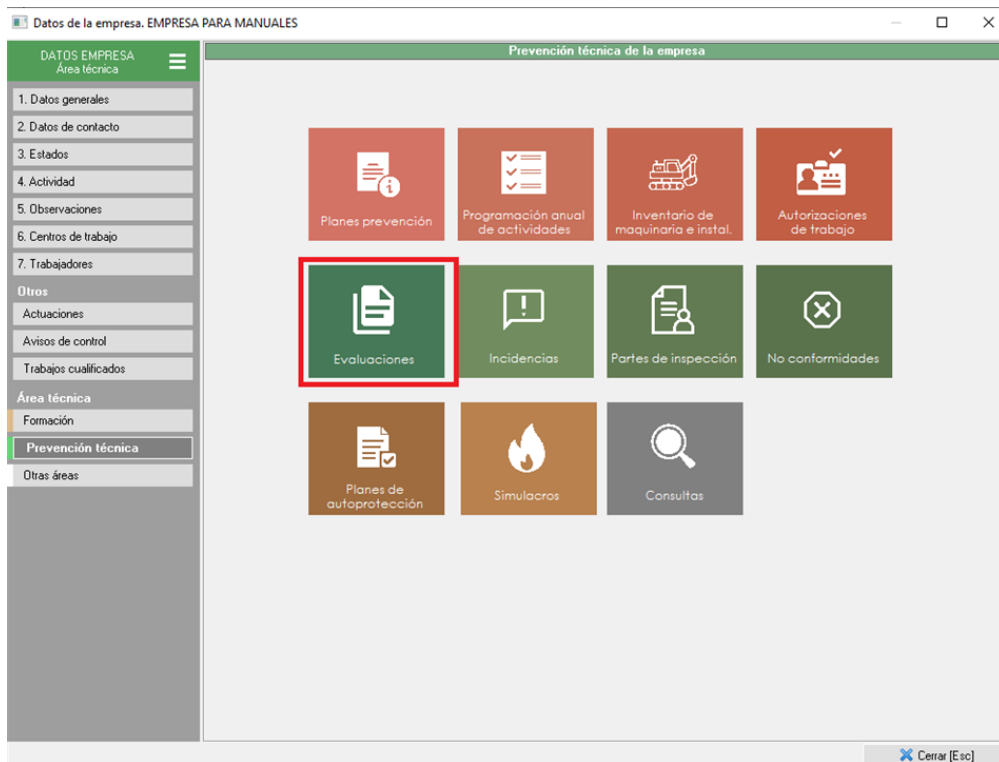 Datos de la empresa. EMPRESA PARA MANUALES
DATOS EMPRESA
Área técnica
1. Datos generales
2. Datos de contacto
3. Estados
4. Actividad
5. Observaciones
6. Centros de trabajo
7. Trabajadores
Otros
Actuaciones
Avisos de control
Trabajos cualificados
Área técnica
Formación
Prevención técnica
Otras áreas
Prevención técnica de la empresa
Planes prevención
Programación anual
de actividades
Inventario de
maquinaria e instal.
Autorizaciones
de trabajo
Evaluaciones
Incidencias
Partes de inspección
No conformidades
Planes de
autoprotección
Simulacros
Consultas
Cerrar [Esc]